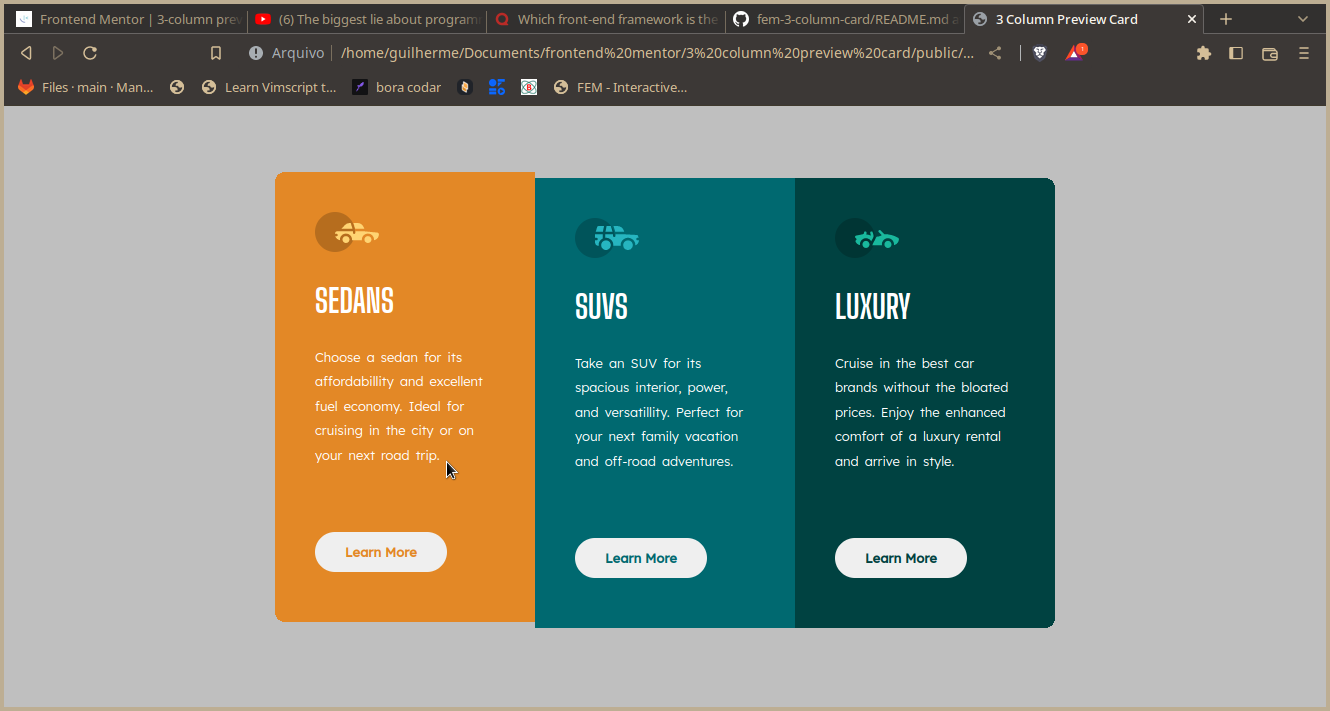 Frontend Mentor | 3-column prev
(6) The biggest lie about program
Which front-end framework is the
fem-3-column-card/README.md a
3 Column Preview Card
Arquivo
/home/guilherme/Documents/frontend%20mentor/3%20column%20preview%20card/public/...
1
Files · main · Man...
Learn Vimscript t...
bora codar
FEM - Interactive...
SEDANS
Choose a sedan for its
affordabillity and excellent
fuel economy. Ideal for
cruising in the city or on
your next road trip.
Learn More
SUVS
Take an SUV for its
spacious interior, power,
and versatillity. Perfect for
your next family vacation
and off-road adventures.
Learn More
LUXURY
Cruise in the best car
brands without the bloated
prices. Enjoy the enhanced
comfort of a luxury rental
and arrive in style.
Learn More